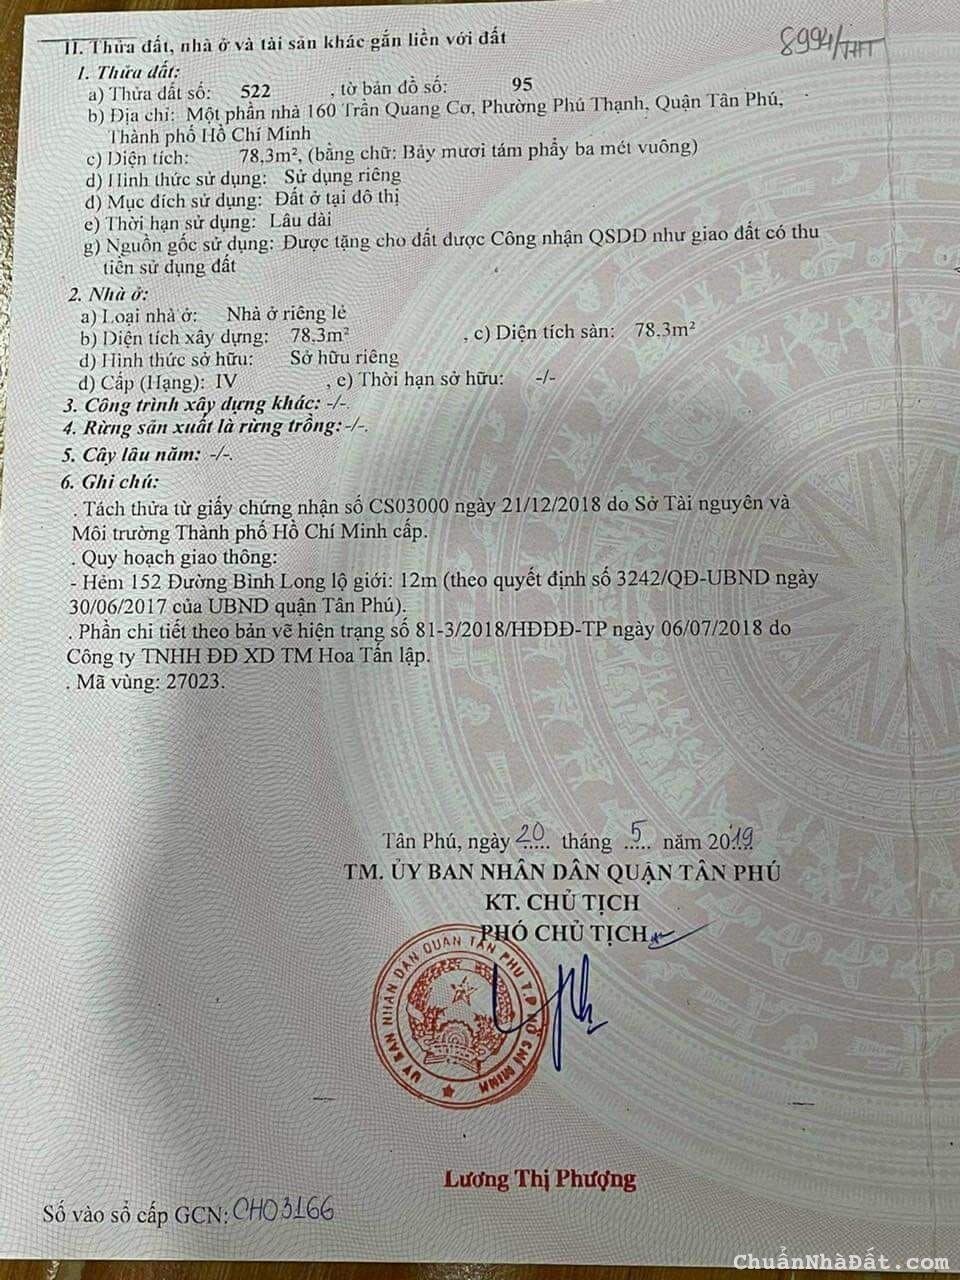 8994/THT
II. Thửa đất, nhà ở và tài sản khác gắn liền với đất
1. Thửa đất:
a) Thửa đất số: 522 , tờ bản đồ số: 95
b) Địa chỉ: Một phần nhà 160 Trần Quang Cơ, Phường Phú Thạnh, Quận Tân Phú,
Thành phố Hồ Chí Minh
c) Diện tích: 78,3m², (bằng chữ: Bảy mươi tám phẩy ba mét vuông)
d) Hình thức sử dụng: Sử dụng riêng
đ) Mục đích sử dụng: Đất ở tại đô thị
e) Thời hạn sử dụng: Lâu dài
g) Nguồn gốc sử dụng: Được tặng cho đất được Công nhận QSDĐ như giao đất có thu
tiền sử dụng đất
2. Nhà ở:
a) Loại nhà ở: Nhà ở riêng lẻ
b) Diện tích xây dựng: 78,3m² , c) Diện tích sàn: 78,3m²
d) Hình thức sở hữu: Sở hữu riêng
đ) Cấp (Hạng): IV , e) Thời hạn sở hữu: -/-
3. Công trình xây dựng khác: -/-.
4. Rừng sản xuất là rừng trồng: -/-.
5. Cây lâu năm: -/-.
6. Ghi chú:
. Tách thửa từ giấy chứng nhận số CS03000 ngày 21/12/2018 do Sở Tài nguyên và
Môi trường Thành phố Hồ Chí Minh cấp.
. Quy hoạch giao thông:
- Hẻm 152 Đường Bình Long lộ giới: 12m (theo quyết định số 3242/QĐ-UBND ngày
30/06/2017 của UBND quận Tân Phú).
. Phần chi tiết theo bản vẽ hiện trạng số 81-3/2018/HĐĐĐ-TP ngày 06/07/2018 do
Công ty TNHH ĐĐ XD TM Hoa Tấn lập.
. Mã vùng: 27023.
Tân Phú, ngày 20 tháng 5 năm 2019
TM. ỦY BAN NHÂN DÂN QUẬN TÂN PHÚ
KT. CHỦ TỊCH
PHÓ CHỦ TỊCH
ỦY BAN NHÂN DÂN QUẬN TÂN PHÚ T.P HỒ CHÍ MINH
Lương Thị Phượng
Số vào sổ cấp GCN: CH03166
ChuẩnNhàĐất.com